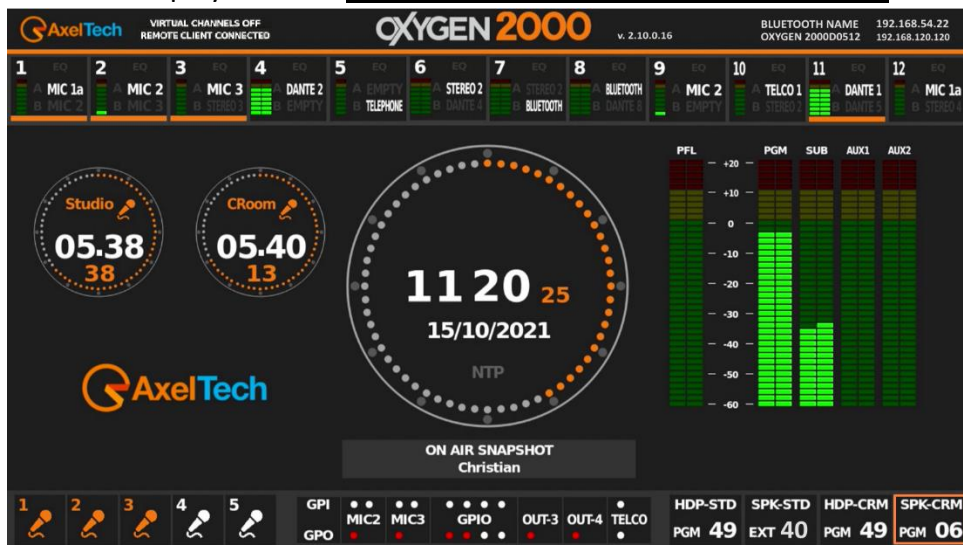 AxelTech
VIRTUAL CHANNELS OFF
REMOTE CLIENT CONNECTED
OXYGEN 2000
v. 2.10.0.16
BLUETOOTH NAME 192.168.54.22
OXYGEN 2000D0512 192.168.120.120
1 EQ
A MIC 1a
B MIC 2
2 EQ
A MIC 2
B MIC 3
3 EQ
A MIC 3
B STEREO 3
4 EQ
A DANTE 2
B EMPTY
5 EQ
A EMPTY
B TELEPHONE
6 EQ
A STEREO 2
B DANTE 4
7 EQ
A STEREO 2
B BLUETOOTH
8 EQ
A BLUETOOTH
B DANTE 8
9 EQ
A MIC 2
B EMPTY
10 EQ
A TELCO 1
B STEREO 2
11 EQ
A DANTE 1
B DANTE 5
12 EQ
A MIC 1a
B STEREO 4
Studio
05.38
38
CRoom
05.40
13
11 20 25
15/10/2021
NTP
AxelTech
ON AIR SNAPSHOT
Christian
PFL PGM SUB AUX1 AUX2
+20
+10
0
-10
-20
-30
-40
-50
-60
1 2 3 4 5
GPI
GPO
MIC2 MIC3 GPIO OUT-3 OUT-4 TELCO
HDP-STD SPK-STD HDP-CRM SPK-CRM
PGM 49 EXT 40 PGM 49 PGM 06